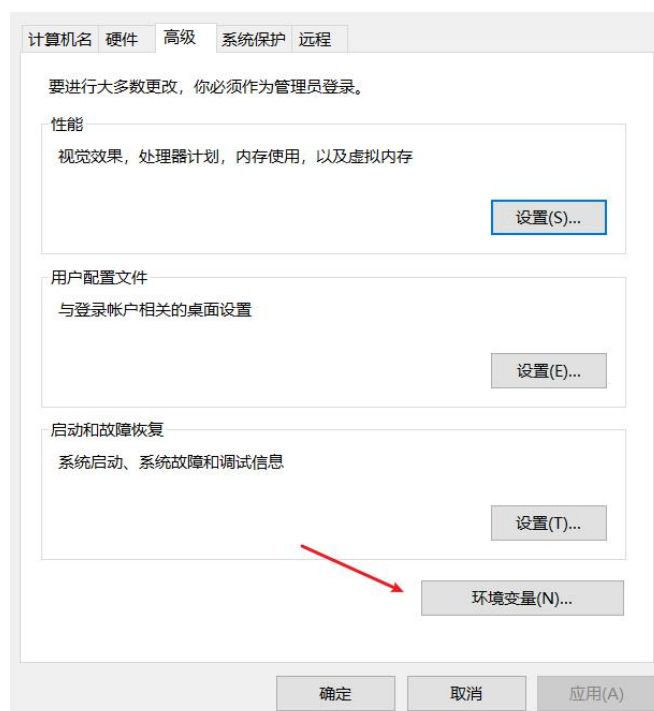 计算机名 硬件 高级 系统保护 远程
要进行大多数更改，你必须作为管理员登录。
性能
视觉效果，处理器计划，内存使用，以及虚拟内存
设置(S)...
用户配置文件
与登录帐户相关的桌面设置
设置(E)...
启动和故障恢复
系统启动、系统故障和调试信息
设置(T)...
环境变量(N)...
确定 取消 应用(A)